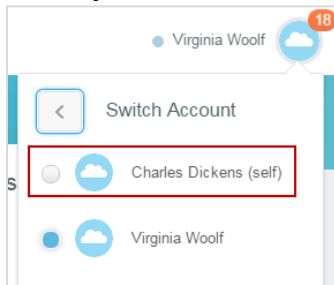 Virginia Woolf
18
<
Switch Account
Charles Dickens (self)
S
Virginia Woolf